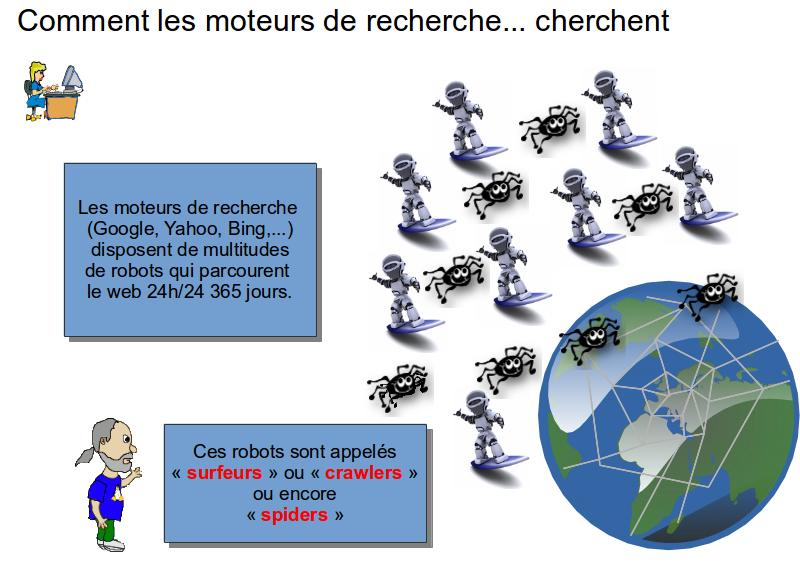 Comment les moteurs de recherche... cherchent
Les moteurs de recherche
(Google, Yahoo, Bing,...)
disposent de multitudes
de robots qui parcourent
le web 24h/24 365 jours.
Ces robots sont appelés
« surfeurs » ou « crawlers »
ou encore
« spiders »